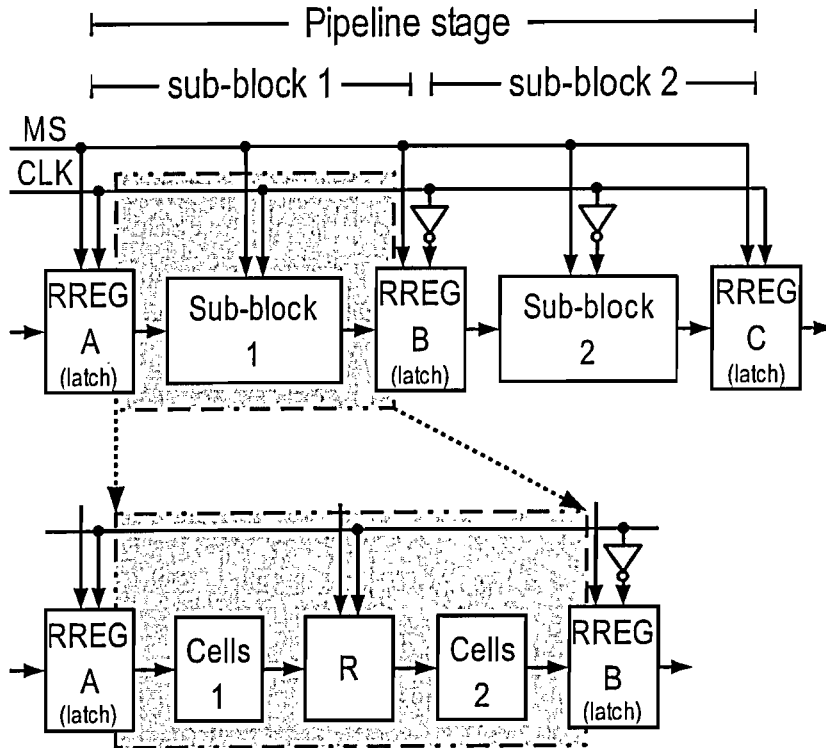 Pipeline stage
sub-block 1
sub-block 2
MS
CLK
RREG
A
(latch)
Sub-block
1
RREG
B
(latch)
Sub-block
2
RREG
C
(latch)
RREG
A
(latch)
Cells
1
R
Cells
2
RREG
B
(latch)